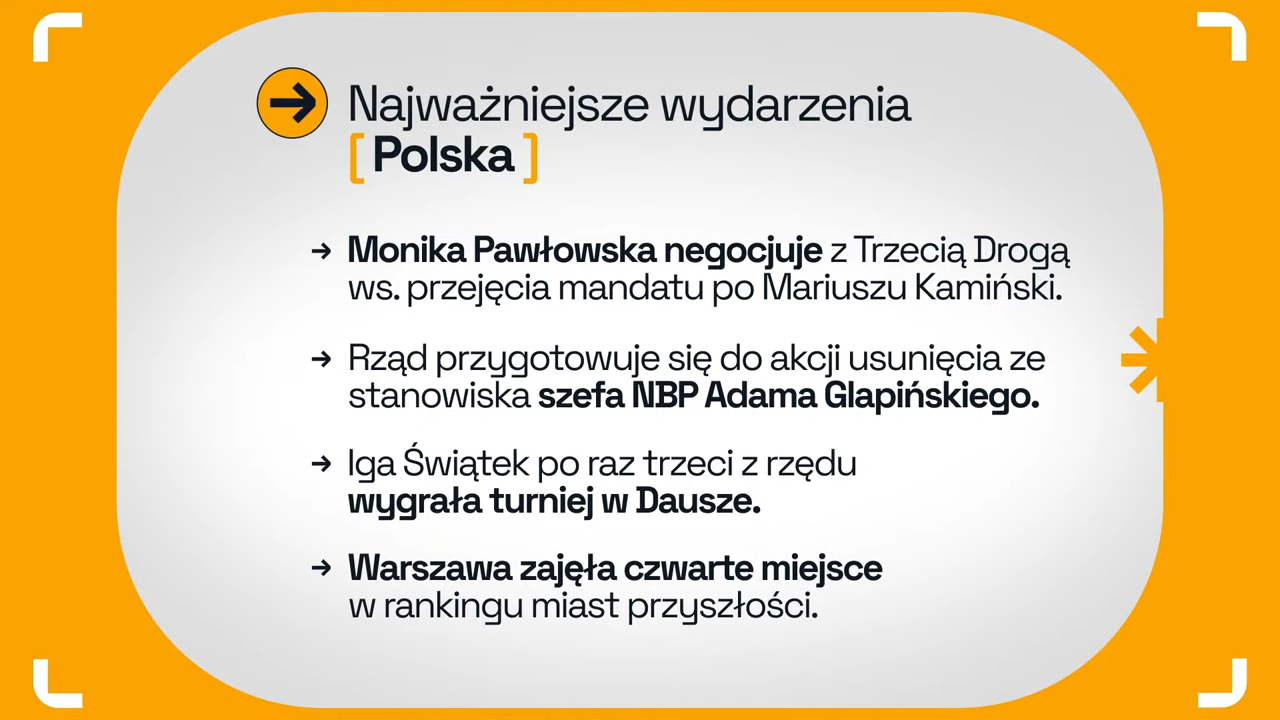 Najważniejsze wydarzenia
[ Polska ]
→ Monika Pawłowska negocjuje z Trzecią Drogą
ws. przejęcia mandatu po Mariuszu Kamiński.
→ Rząd przygotowuje się do akcji usunięcia ze
stanowiska szefa NBP Adama Glapińskiego.
→ Iga Świątek po raz trzeci z rzędu
wygrała turniej w Dausze.
→ Warszawa zajęła czwarte miejsce
w rankingu miast przyszłości.